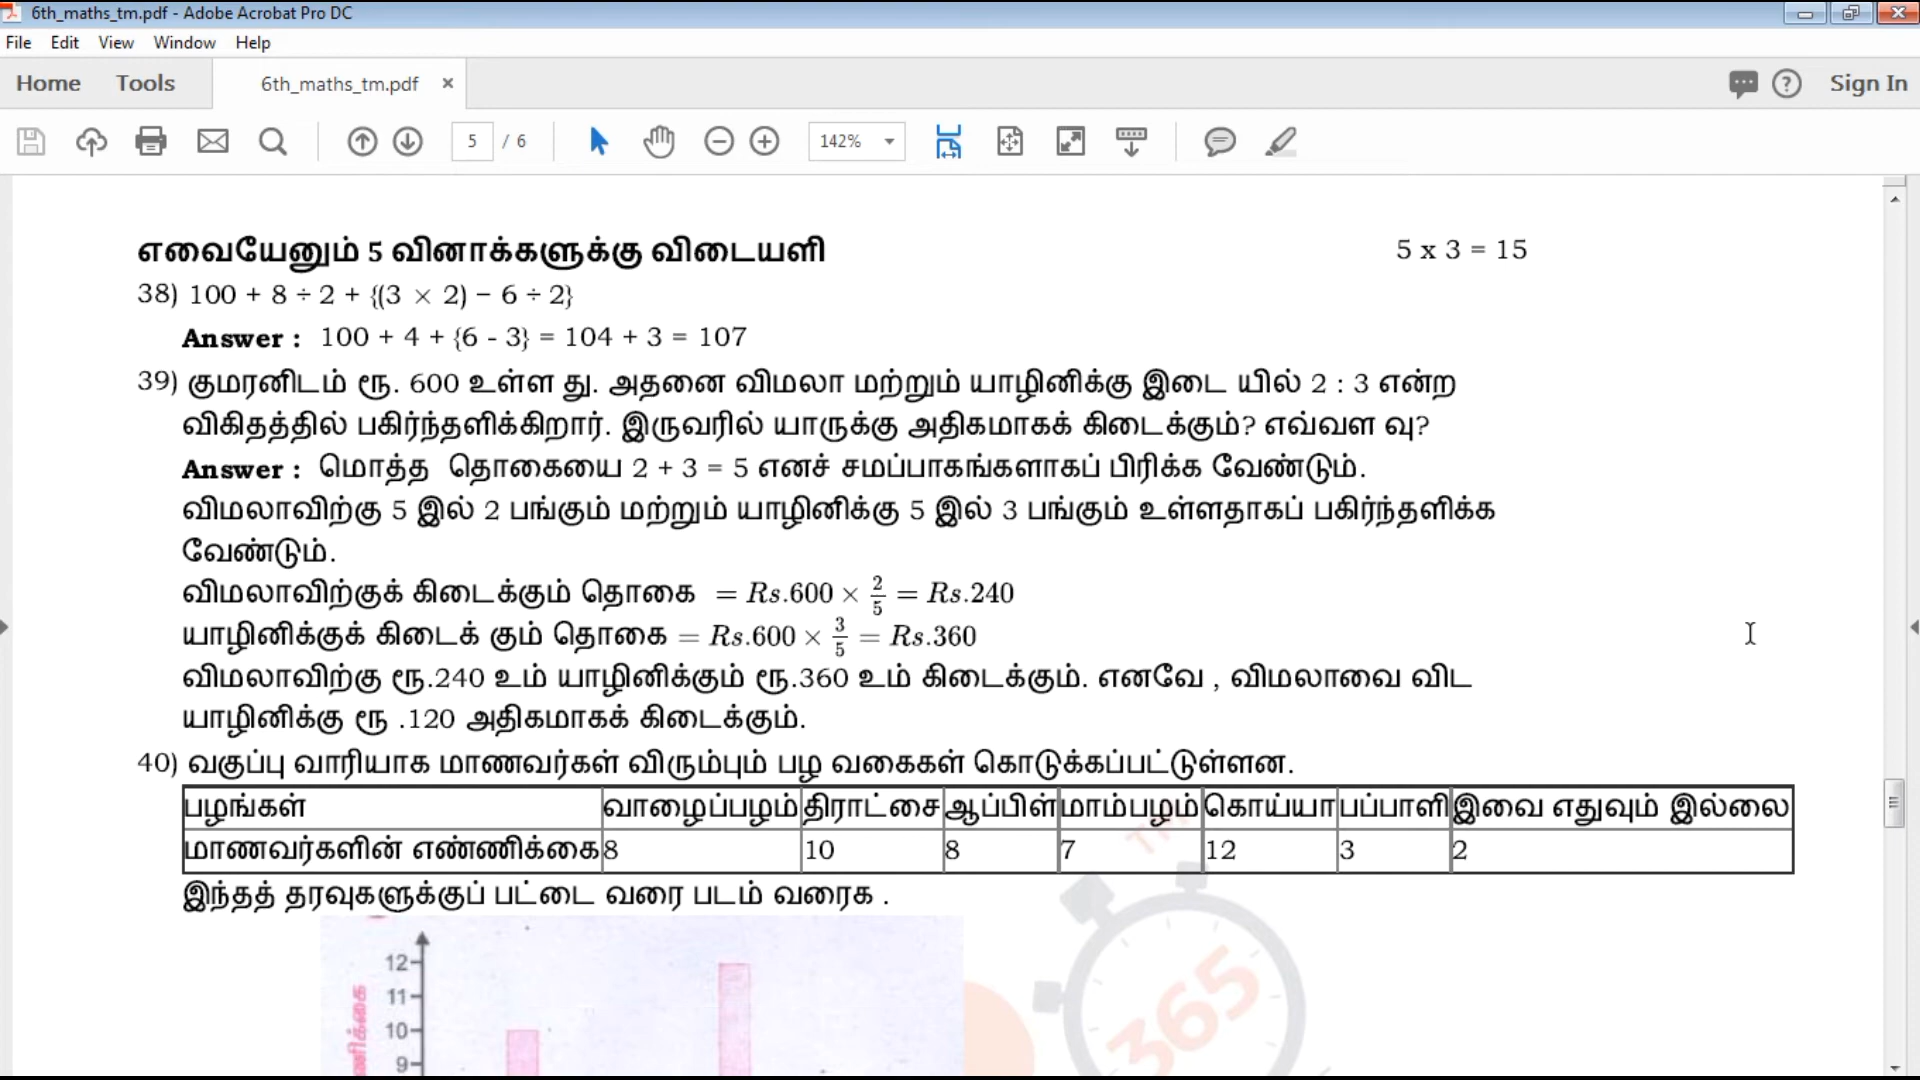 6th_maths_tm.pdf - Adobe Acrobat Pro DC
File Edit View Window Help
Home Tools 6th_maths_tm.pdf × Sign In
5 / 6 142%
எவையேனும் 5 வினாக்களுக்கு விடையளி 5 x 3 = 15
38) 100 + 8 ÷ 2 + {(3 × 2) − 6 ÷ 2}
Answer : 100 + 4 + {6 - 3} = 104 + 3 = 107
39) குமரனிடம் ரூ. 600 உள்ள து. அதனை விமலா மற்றும் யாழினிக்கு இடை யில் 2 : 3 என்ற
விகிதத்தில் பகிர்ந்தளிக்கிறார். இருவரில் யாருக்கு அதிகமாகக் கிடைக்கும்? எவ்வள வு?
Answer : மொத்த தொகையை 2 + 3 = 5 எனச் சமப்பாகங்களாகப் பிரிக்க வேண்டும்.
விமலாவிற்கு 5 இல் 2 பங்கும் மற்றும் யாழினிக்கு 5 இல் 3 பங்கும் உள்ளதாகப் பகிர்ந்தளிக்க
வேண்டும்.
விமலாவிற்குக் கிடைக்கும் தொகை = Rs.600 × 2/5 = Rs.240
யாழினிக்குக் கிடைக் கும் தொகை = Rs.600 × 3/5 = Rs.360
விமலாவிற்கு ரூ.240 உம் யாழினிக்கும் ரூ.360 உம் கிடைக்கும். எனவே , விமலாவை விட
யாழினிக்கு ரூ .120 அதிகமாகக் கிடைக்கும்.
40) வகுப்பு வாரியாக மாணவர்கள் விரும்பும் பழ வகைகள் கொடுக்கப்பட்டுள்ளன.
பழங்கள் வாழைப்பழம் திராட்சை ஆப்பிள் மாம்பழம் கொய்யா பப்பாளி இவை எதுவும் இல்லை
மாணவர்களின் எண்ணிக்கை 8 10 8 7 12 3 2
இந்தத் தரவுகளுக்குப் பட்டை வரை படம் வரைக .
12
11
10
9
TM
365